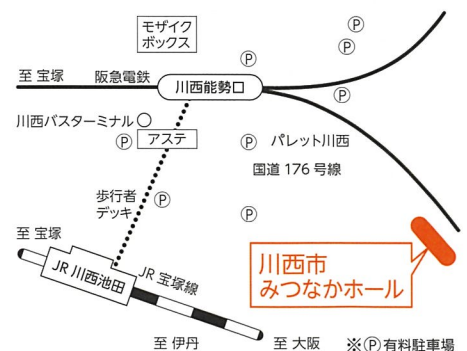 モザイク
ボックス
Ⓟ
Ⓟ
Ⓟ
至 宝塚
阪急電鉄
川西能勢口
Ⓟ
川西バスターミナル
Ⓟ
アステ
Ⓟ
パレット川西
国道 176 号線
歩行者
デッキ
Ⓟ
Ⓟ
至 宝塚
JR 川西池田
JR 宝塚線
川西市
みつなかホール
至 伊丹
至 大阪
※Ⓟ有料駐車場